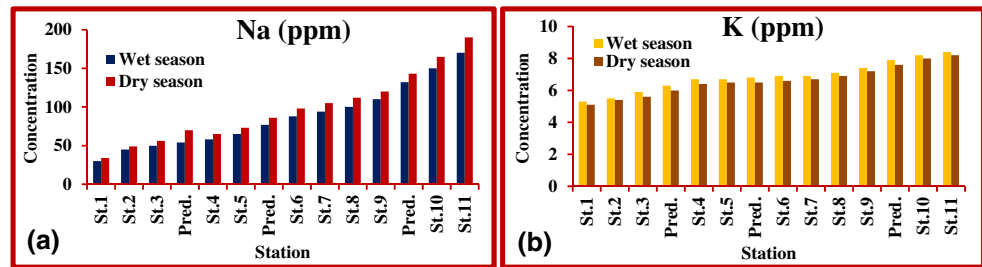 Na (ppm)
Wet season
Dry season
Concentration
200
150
100
50
0
St.1
St.2
St.3
Pred.
St.4
St.5
Pred.
St.6
St.7
St.8
St.9
Pred.
St.10
St.11
Station
(a)
K (ppm)
Wet season
Dry season
Concentration
10
8
6
4
2
0
St.1
St.2
St.3
Pred.
St.4
St.5
Pred.
St.6
St.7
St.8
St.9
Pred.
St.10
St.11
Station
(b)